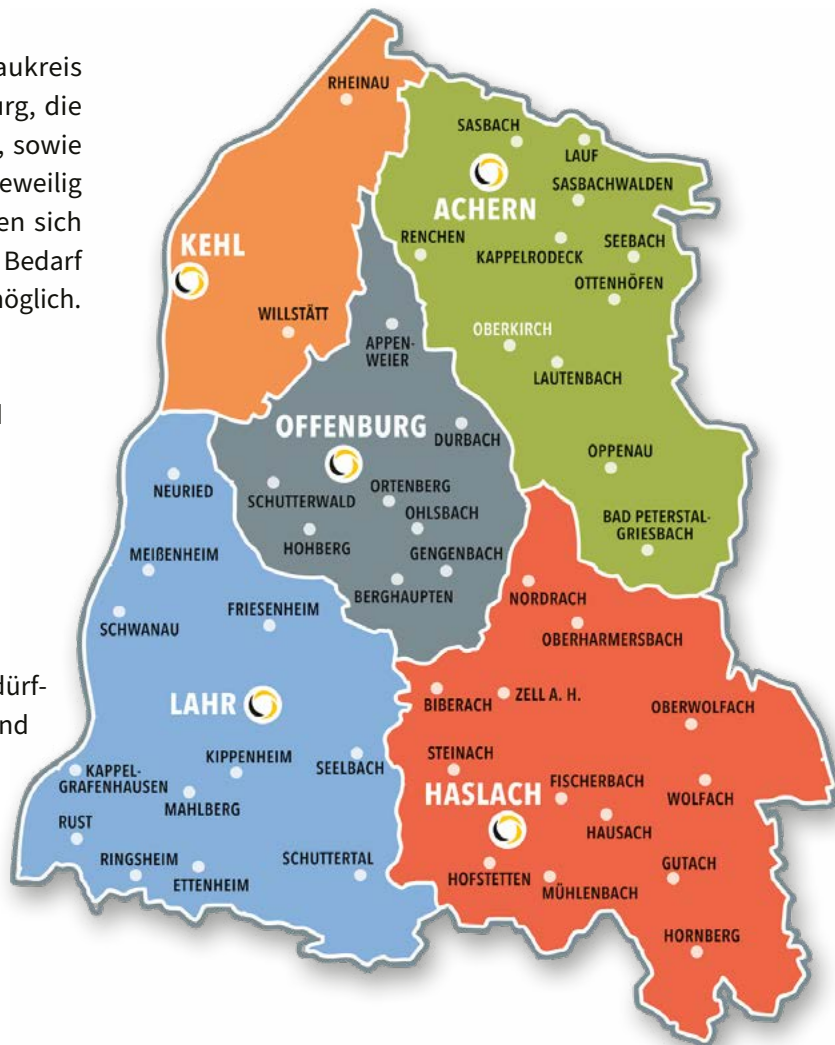 aukreis
urg, die
, sowie
eweilig
en sich
Bedarf
möglich.
dürf-
nd
RHEINAU
SASBACH
LAUF
ACHERN
SASBACHWALDEN
KEHL
RENCHEN
KAPPELRODECK
SEEBACH
OTTENHÖFEN
WILLSTÄTT
APPEN-
WEIER
OBERKIRCH
LAUTENBACH
OFFENBURG
DURBACH
OPPENAU
NEURIED
SCHUTTERWALD
ORTENBERG
OHLSBACH
HOHBERG
GENGENBACH
BAD PETERSTAL-
GRIESBACH
MEIßENHEIM
BERGHAUPTEN
NORDRACH
SCHWANAU
FRIESENHEIM
OBERHARMERSBACH
LAHR
BIBERACH
ZELL A. H.
OBERWOLFACH
KIPPENHEIM
SEELBACH
STEINACH
KAPPEL-
GRAFENHAUSEN
MAHLBERG
HASLACH
FISCHERBACH
WOLFACH
RUST
HAUSACH
RINGSHEIM
ETTENHEIM
SCHUTTERTAL
HOFSTETTEN
MÜHLENBACH
GUTACH
HORNBERG